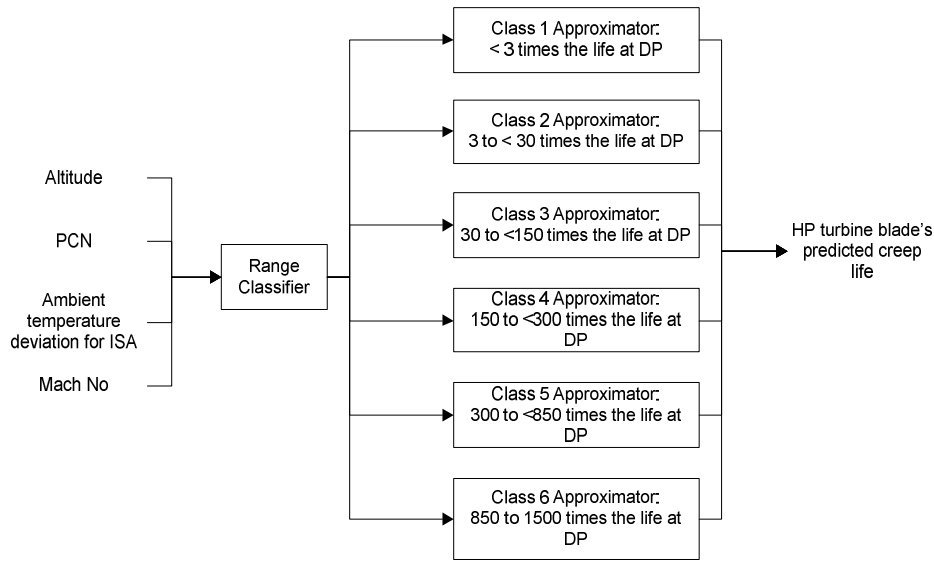 Altitude
PCN
Ambient
temperature
deviation for ISA
Mach No
Range
Classifier
Class 1 Approximator:
< 3 times the life at DP
Class 2 Approximator:
3 to < 30 times the life at DP
Class 3 Approximator:
30 to <150 times the life at DP
Class 4 Approximator:
150 to <300 times the life at
DP
Class 5 Approximator:
300 to <850 times the life at
DP
Class 6 Approximator:
850 to 1500 times the life at
DP
HP turbine blade's
predicted creep
life